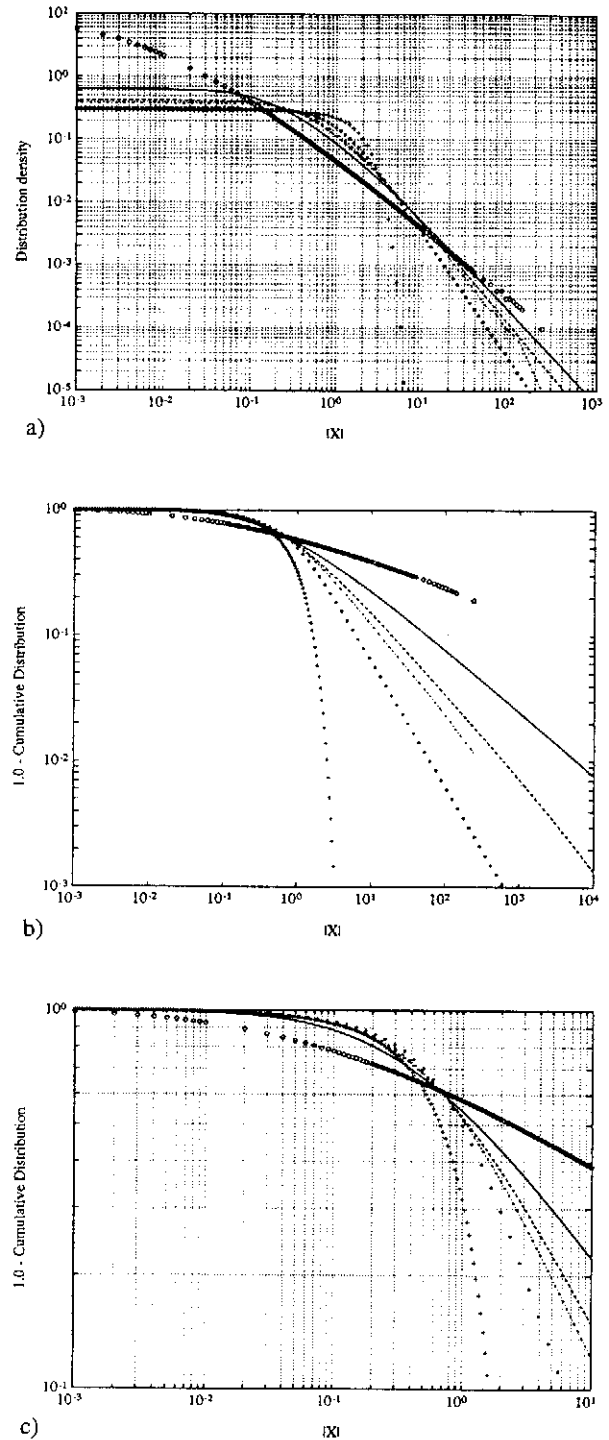 10²
10¹
10⁰
10⁻¹
10⁻²
10⁻³
10⁻⁴
10⁻⁵
Distribution density
10⁻³ 10⁻² 10⁻¹ 10⁰ 10¹ 10² 10³
|X|
a)
10⁰
10⁻¹
10⁻²
10⁻³
1.0 - Cumulative Distribution
10⁻³ 10⁻² 10⁻¹ 10⁰ 10¹ 10² 10³ 10⁴
|X|
b)
10⁰
10⁻¹
1.0 - Cumulative Distribution
10⁻³ 10⁻² 10⁻¹ 10⁰ 10¹
|X|
c)